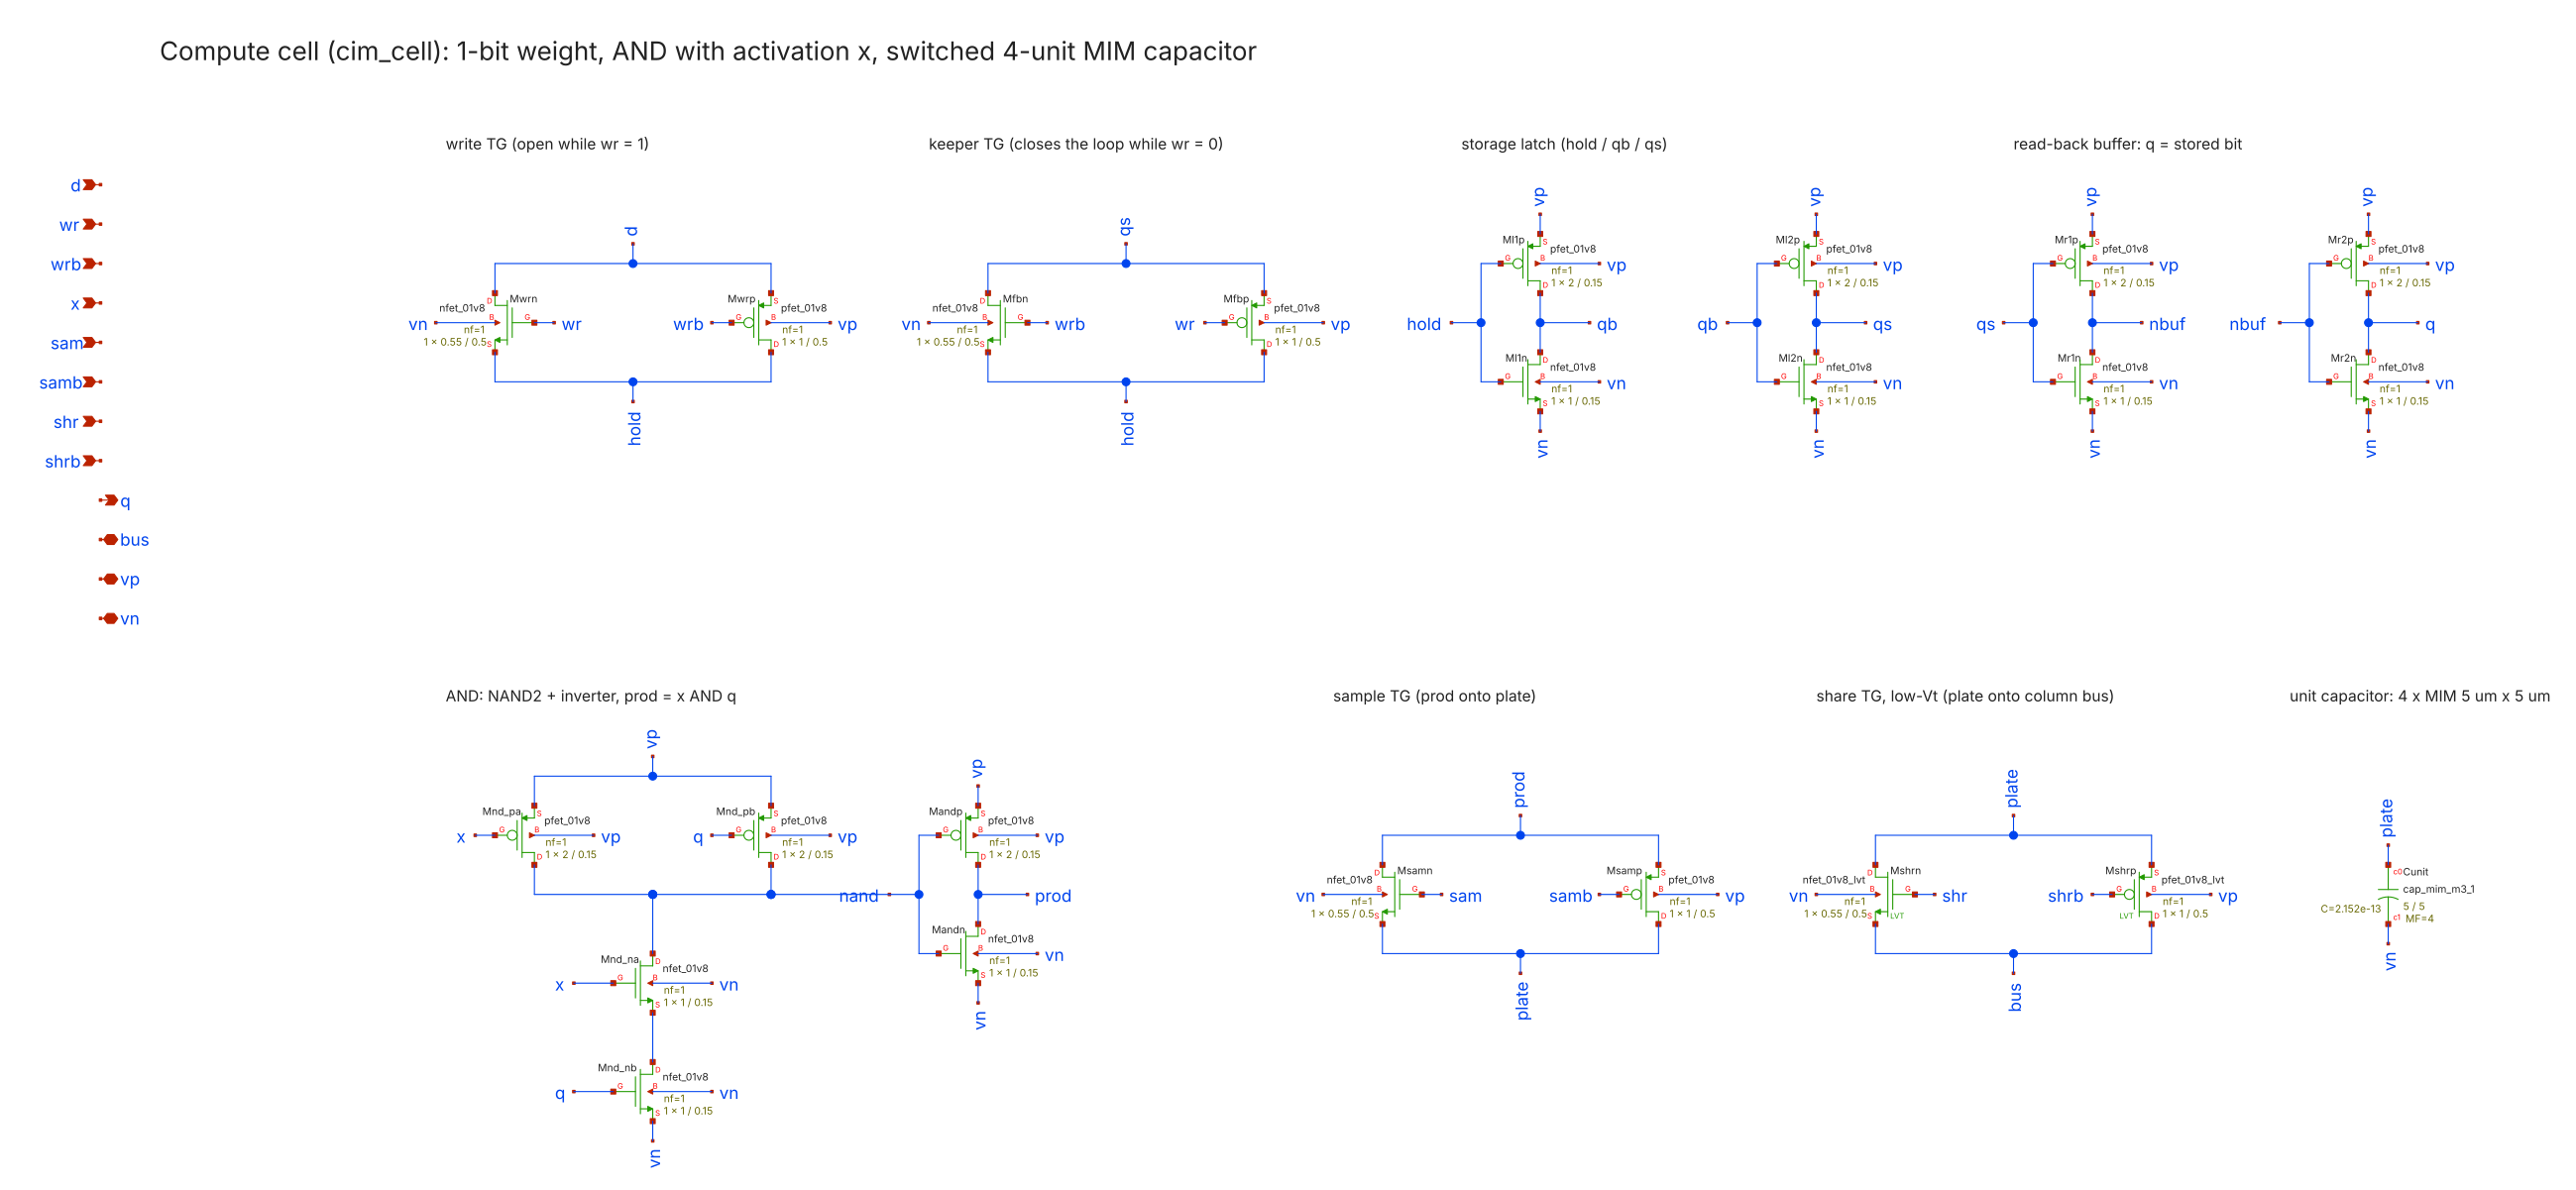 Compute cell (cim_cell): 1-bit weight, AND with activation x, switched 4-unit MIM capacitor
write TG (open while wr = 1)
keeper TG (closes the loop while wr = 0)
storage latch (hold / qb / qs)
read-back buffer: q = stored bit
d
wr
wrb
x
sam
samb
shr
shrb
q
bus
vp
vn
d
D
Mwrn
nfet_01v8
vn
B
G
wr
nf=1
1 × 0.55 / 0.5
S
wrb
Mwrp
G
S
pfet_01v8
B
vp
nf=1
1 × 1 / 0.5
D
hold
qs
D
Mfbn
nfet_01v8
vn
B
G
wrb
nf=1
1 × 0.55 / 0.5
S
wr
Mfbp
G
S
pfet_01v8
B
vp
nf=1
1 × 1 / 0.5
D
hold
vp
Ml1p
S
pfet_01v8
G
B
vp
nf=1
1 × 2 / 0.15
D
hold
qb
Ml1n
D
nfet_01v8
G
B
vn
nf=1
1 × 1 / 0.15
S
vn
vp
Ml2p
S
pfet_01v8
G
B
vp
nf=1
1 × 2 / 0.15
D
qb
qs
Ml2n
D
nfet_01v8
G
B
vn
nf=1
1 × 1 / 0.15
S
vn
vp
Mr1p
S
pfet_01v8
G
B
vp
nf=1
1 × 2 / 0.15
D
qs
nbuf
Mr1n
D
nfet_01v8
G
B
vn
nf=1
1 × 1 / 0.15
S
vn
vp
Mr2p
S
pfet_01v8
G
B
vp
nf=1
1 × 2 / 0.15
D
nbuf
q
Mr2n
D
nfet_01v8
G
B
vn
nf=1
1 × 1 / 0.15
S
vn
AND: NAND2 + inverter, prod = x AND q
sample TG (prod onto plate)
share TG, low-Vt (plate onto column bus)
unit capacitor: 4 x MIM 5 um x 5 um
vp
Mnd_pa
S
pfet_01v8
x
G
B
vp
nf=1
1 × 2 / 0.15
D
Mnd_pb
S
pfet_01v8
q
G
B
vp
nf=1
1 × 2 / 0.15
D
nand
Mnd_na
D
nfet_01v8
x
G
B
vn
nf=1
1 × 1 / 0.15
S
Mnd_nb
D
nfet_01v8
q
G
B
vn
nf=1
1 × 1 / 0.15
S
vn
vp
Mandp
S
pfet_01v8
G
B
vp
nf=1
1 × 2 / 0.15
D
prod
Mandn
D
nfet_01v8
G
B
vn
nf=1
1 × 1 / 0.15
S
vn
prod
D
Msamn
nfet_01v8
vn
B
G
sam
nf=1
1 × 0.55 / 0.5
S
samb
Msamp
G
S
pfet_01v8
B
vp
nf=1
1 × 1 / 0.5
D
plate
plate
D
Mshrn
nfet_01v8_lvt
vn
B
G
shr
nf=1
1 × 0.55 / 0.5
S
LVT
shrb
Mshrp
G
S
pfet_01v8_lvt
B
vp
nf=1
1 × 1 / 0.5
LVT
D
bus
plate
c0
Cunit
cap_mim_m3_1
C=2.152e-13
5 / 5
MF=4
c1
vn